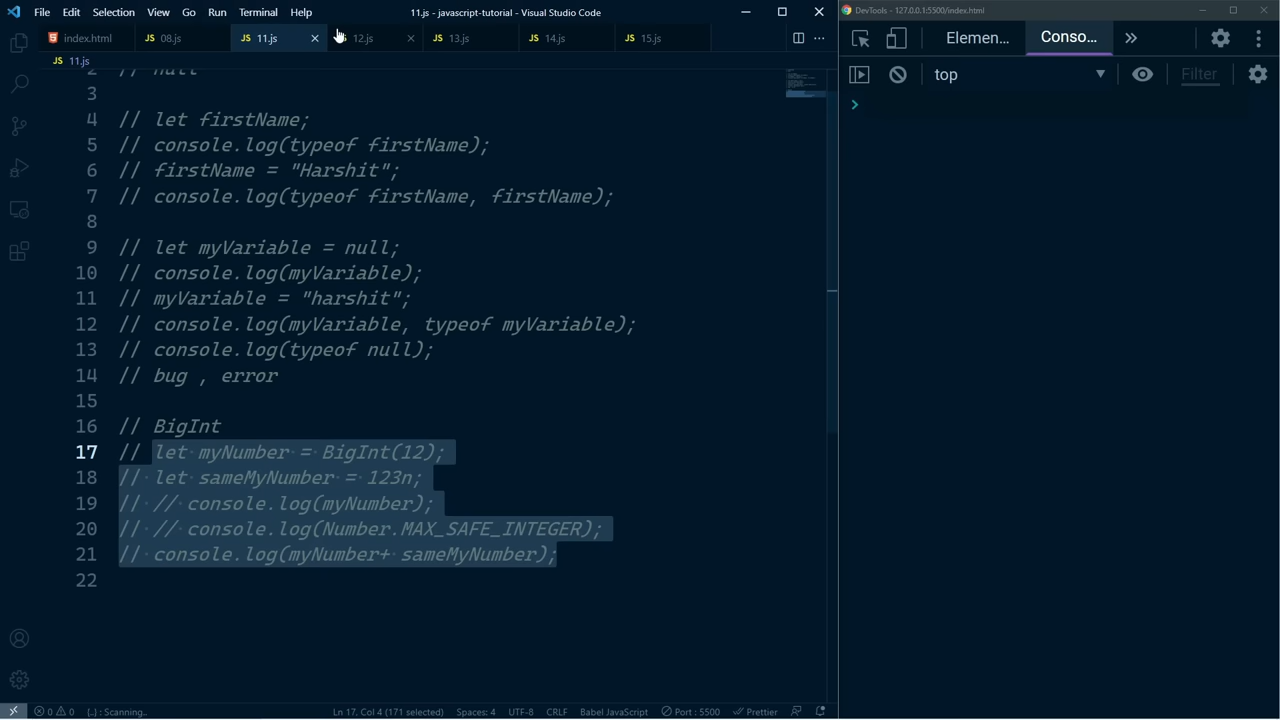 File Edit Selection View Go Run Terminal Help 11.js - javascript-tutorial - Visual Studio Code
index.html JS 08.js JS 11.js JS 12.js JS 13.js JS 14.js JS 15.js
JS 11.js
2 // null
3
4 // let firstName;
5 // console.log(typeof firstName);
6 // firstName = "Harshit";
7 // console.log(typeof firstName, firstName);
8
9 // let myVariable = null;
10 // console.log(myVariable);
11 // myVariable = "harshit";
12 // console.log(myVariable, typeof myVariable);
13 // console.log(typeof null);
14 // bug , error
15
16 // BigInt
17 // let myNumber = BigInt(12);
18 // let sameMyNumber = 123n;
19 // // console.log(myNumber);
20 // // console.log(Number.MAX_SAFE_INTEGER);
21 // console.log(myNumber+ sameMyNumber);
22
0 0 {..} : Scanning.. Ln 17, Col 4 (171 selected) Spaces: 4 UTF-8 CRLF Babel JavaScript Port : 5500 Prettier
DevTools - 127.0.0.1:5500/index.html
Elemen... Conso... »
top Filter
>